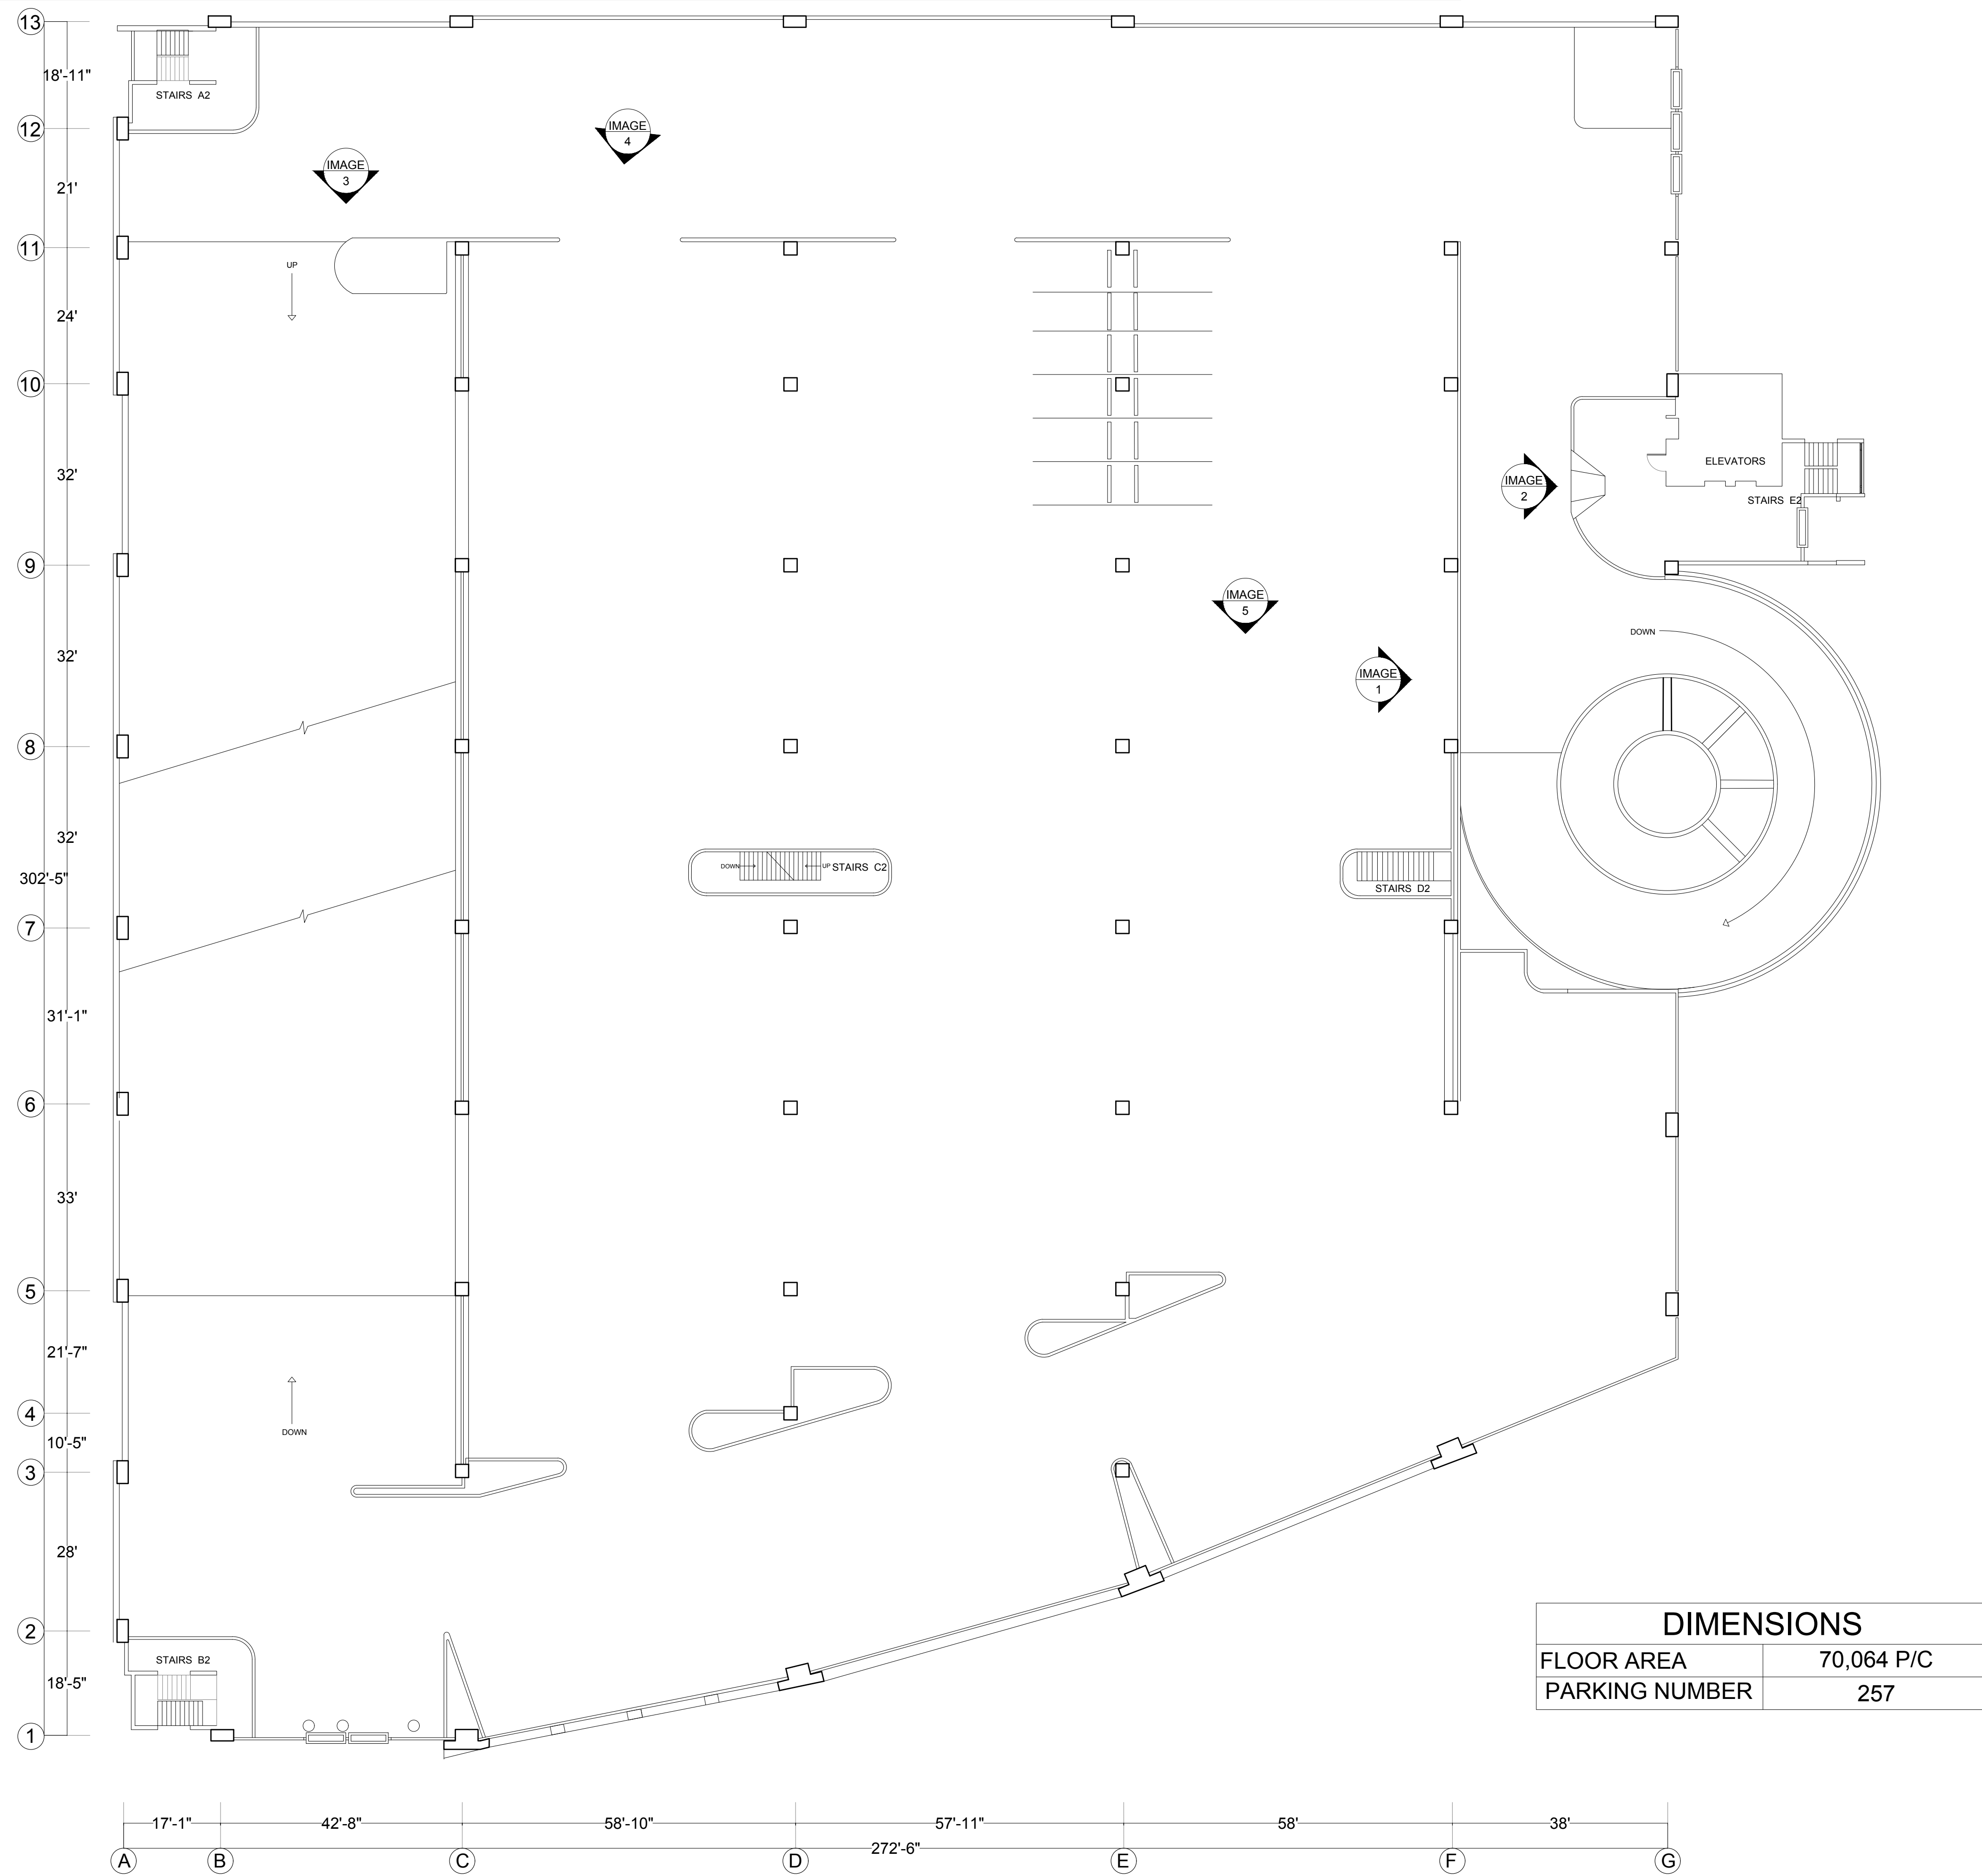 13
18'-11"
STAIRS A2
12
IMAGE
4
IMAGE
3
21'
11
UP
24'
10
32'
IMAGE
2
ELEVATORS
STAIRS E2
9
IMAGE
5
DOWN
32'
IMAGE
1
8
32'
DOWN
UP
STAIRS C2
302'-5"
STAIRS D2
7
31'-1"
6
33'
5
21'-7"
4
DOWN
10'-5"
3
28'
2
STAIRS B2
18'-5"
1
DIMENSIONS
FLOOR AREA 70,064 P/C
PARKING NUMBER 257
17'-1" 42'-8" 58'-10" 57'-11" 58' 38'
272'-6"
A B C D E F G